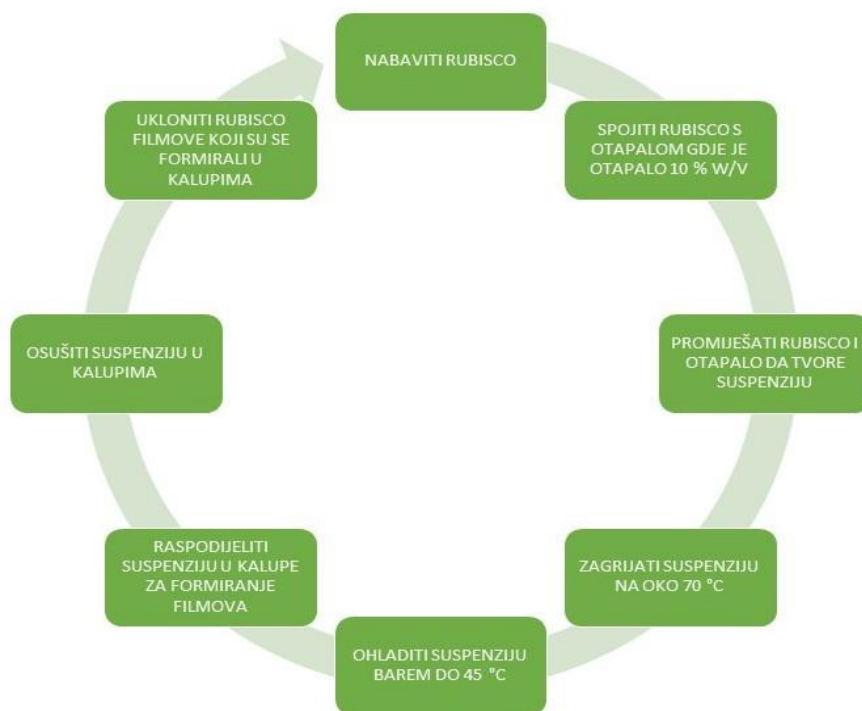 NABAVITI RUBISCO
SPOJITI RUBISCO S
OTAPALOM GDJE JE
OTAPALO 10 % W/V
PROMIJEŠATI RUBISCO I
OTAPALO DA TVORE
SUSPENZIJU
ZAGRIJATI SUSPENZIJU
NA OKO 70 °C
OHLADITI SUSPENZIJU
BAREM DO 45 °C
RASPODIJELITI
SUSPENZIJU U KALUPE
ZA FORMIRANJE
FILMOVA
OSUŠITI SUSPENZIJU U
KALUPIMA
UKLONITI RUBISCO
FILMOVE KOJI SU SE
FORMIRALI U
KALUPIMA